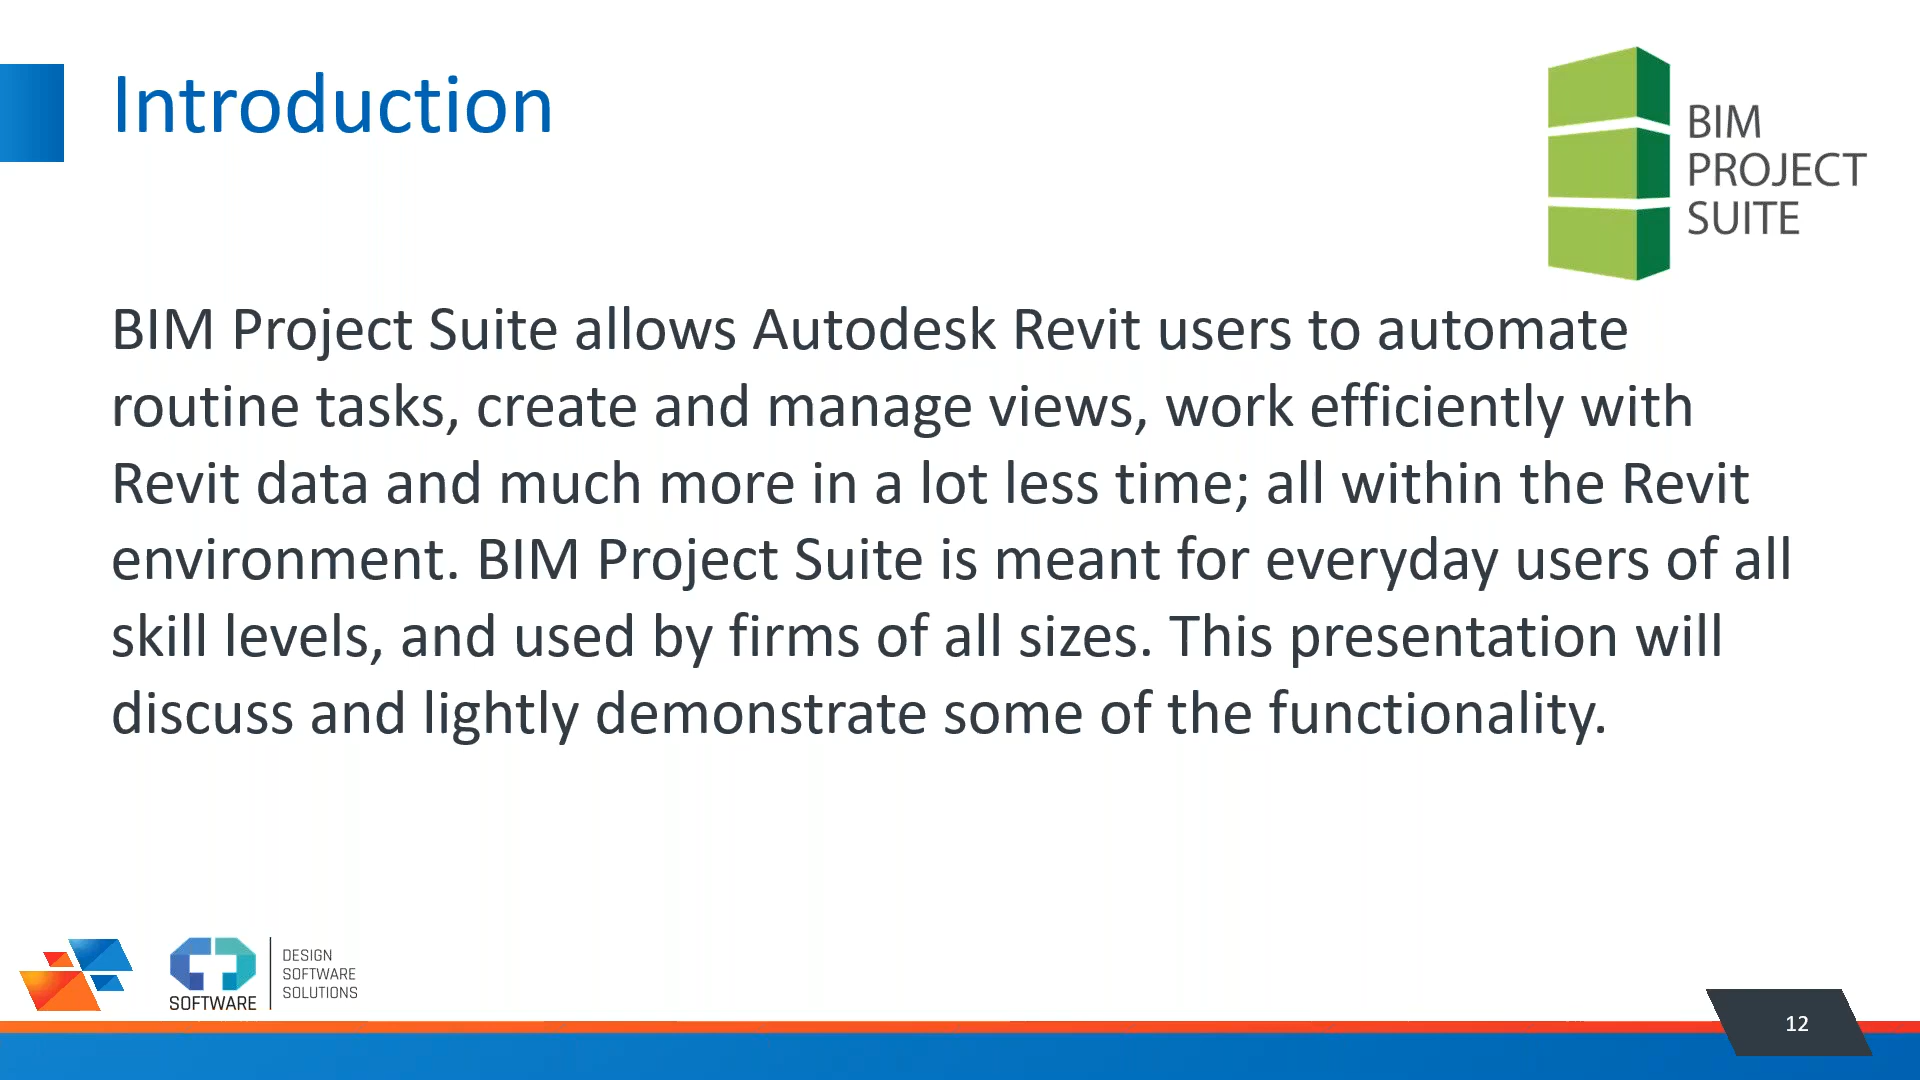 Introduction
BIM
PROJECT
SUITE
BIM Project Suite allows Autodesk Revit users to automate
routine tasks, create and manage views, work efficiently with
Revit data and much more in a lot less time; all within the Revit
environment. BIM Project Suite is meant for everyday users of all
skill levels, and used by firms of all sizes. This presentation will
discuss and lightly demonstrate some of the functionality.
SOFTWARE
DESIGN
SOFTWARE
SOLUTIONS
12